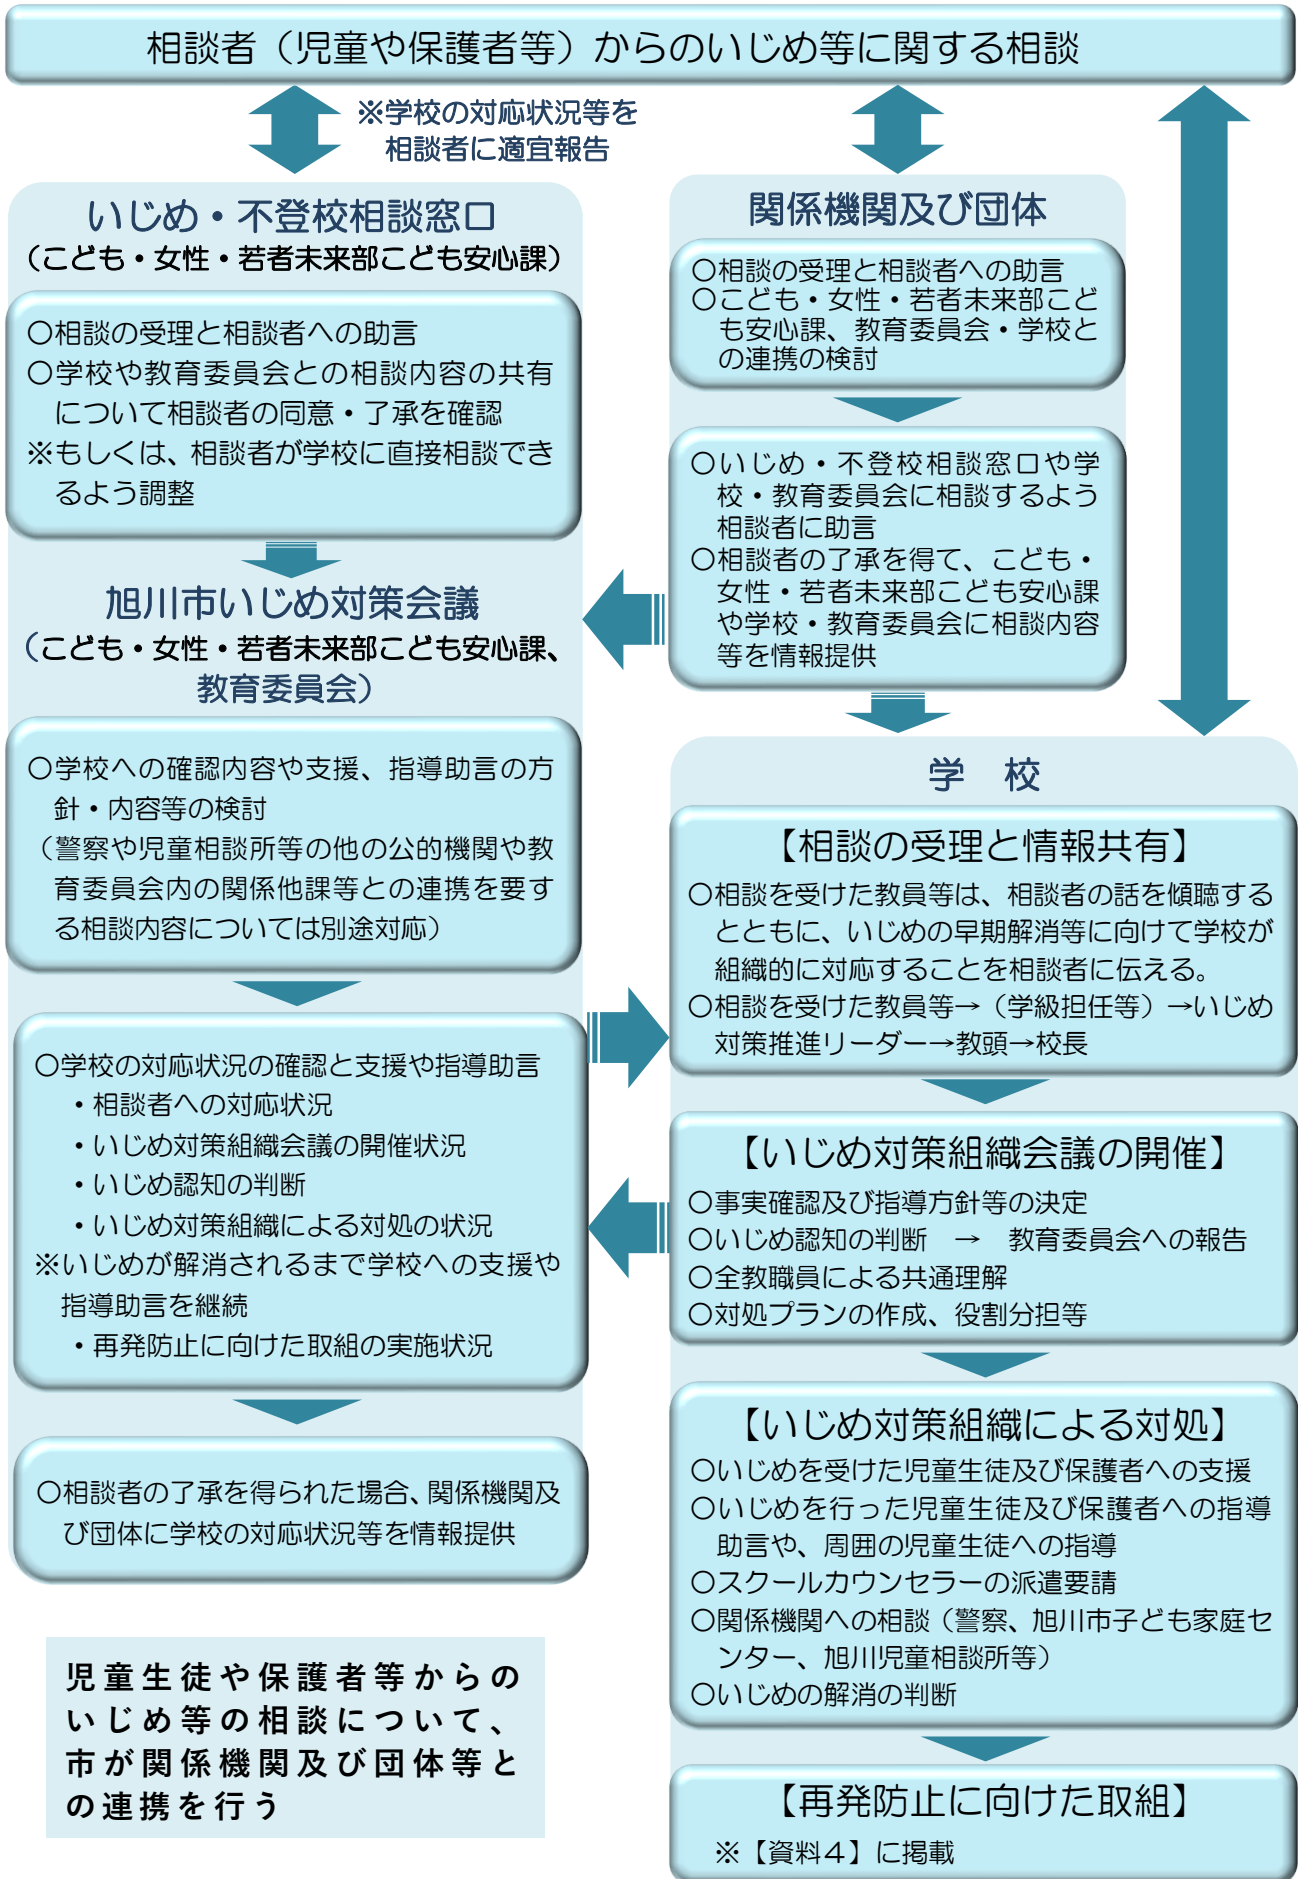 相談者（児童や保護者等）からのいじめ等に関する相談
※学校の対応状況等を
相談者に適宜報告
いじめ・不登校相談窓口
（こども・女性・若者未来部こども安心課）
〇相談の受理と相談者への助言
〇学校や教育委員会との相談内容の共有
について相談者の同意・了承を確認
※もしくは、相談者が学校に直接相談でき
るよう調整
旭川市いじめ対策会議
（こども・女性・若者未来部こども安心課、
教育委員会）
〇学校への確認内容や支援、指導助言の方
針・内容等の検討
（警察や児童相談所等の他の公的機関や教
育委員会内の関係他課等との連携を要す
る相談内容については別途対応）
〇学校の対応状況の確認と支援や指導助言
・相談者への対応状況
・いじめ対策組織会議の開催状況
・いじめ認知の判断
・いじめ対策組織による対処の状況
※いじめが解消されるまで学校への支援や
指導助言を継続
・再発防止に向けた取組の実施状況
〇相談者の了承を得られた場合、関係機関及
び団体に学校の対応状況等を情報提供
児童生徒や保護者等からの
いじめ等の相談について、
市が関係機関及び団体等と
の連携を行う
関係機関及び団体
〇相談の受理と相談者への助言
〇こども・女性・若者未来部こど
も安心課、教育委員会・学校と
の連携の検討
〇いじめ・不登校相談窓口や学
校・教育委員会に相談するよう
相談者に助言
〇相談者の了承を得て、こども・
女性・若者未来部こども安心課
や学校・教育委員会に相談内容
等を情報提供
学　校
【相談の受理と情報共有】
〇相談を受けた教員等は、相談者の話を傾聴する
とともに、いじめの早期解消等に向けて学校が
組織的に対応することを相談者に伝える。
〇相談を受けた教員等→（学級担任等）→いじめ
対策推進リーダー→教頭→校長
【いじめ対策組織会議の開催】
〇事実確認及び指導方針等の決定
〇いじめ認知の判断　→　教育委員会への報告
〇全教職員による共通理解
〇対処プランの作成、役割分担等
【いじめ対策組織による対処】
〇いじめを受けた児童生徒及び保護者への支援
〇いじめを行った児童生徒及び保護者への指導
助言や、周囲の児童生徒への指導
〇スクールカウンセラーの派遣要請
〇関係機関への相談（警察、旭川市子ども家庭セ
ンター、旭川児童相談所等）
〇いじめの解消の判断
【再発防止に向けた取組】
※【資料４】に掲載